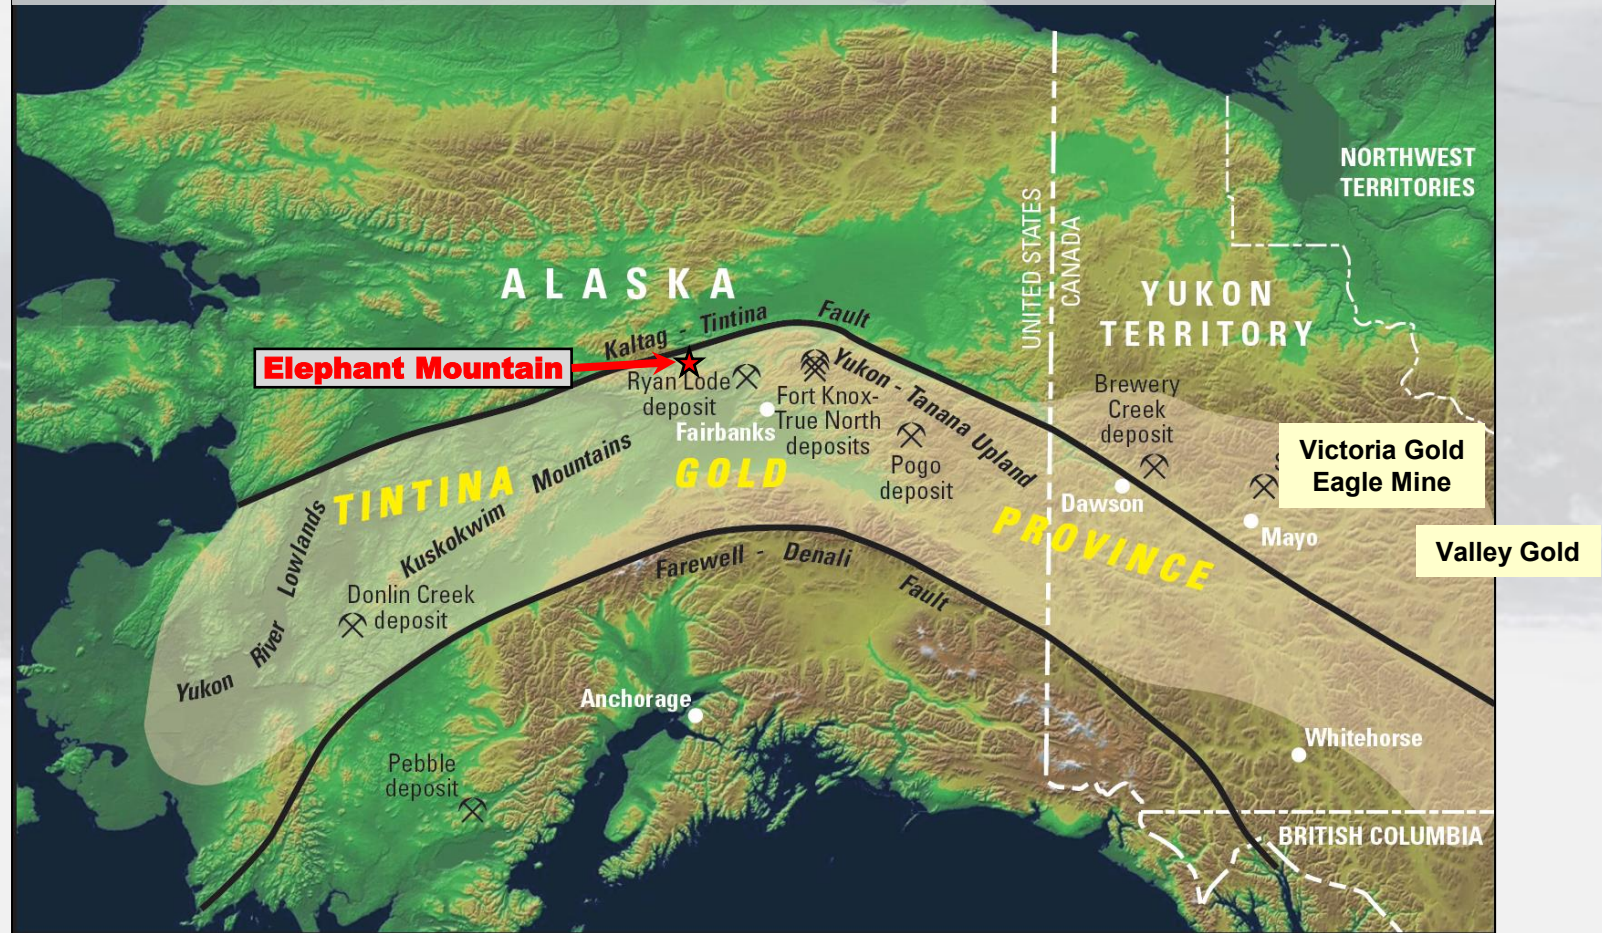 NORTHWEST
TERRITORIES
UNITED STATES
CANADA
ALASKA
YUKON
TERRITORY
Kaltag - Tintina Fault
Elephant Mountain
Ryan Lode
deposit
Fairbanks
Fort Knox-
True North
deposits
Yukon - Tanana Upland
Pogo
deposit
Brewery
Creek
deposit
Dawson
Victoria Gold
Eagle Mine
Mayo
Valley Gold
TINTINA GOLD PROVINCE
Kuskokwim Mountains
Yukon River Lowlands
Donlin Creek
deposit
Farewell - Denali Fault
Anchorage
Pebble
deposit
Whitehorse
BRITISH COLUMBIA